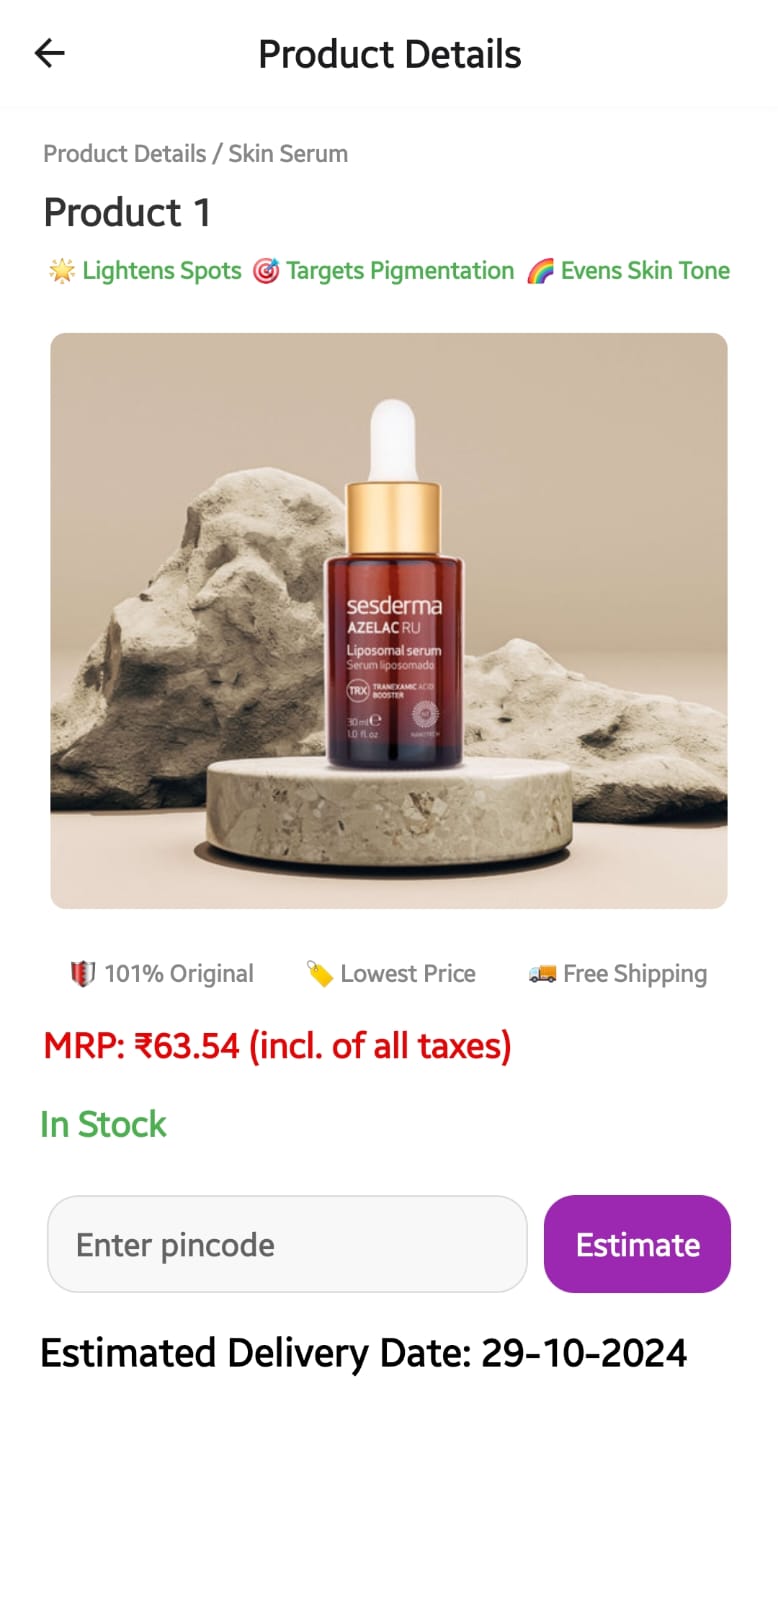 Product Details
Product Details / Skin Serum
Product 1
🌟 Lightens Spots 🎯 Targets Pigmentation 🌈 Evens Skin Tone
sesderma
AZELAC RU
Liposomal serum
Serum liposomado
TRX TRANEXAMIC ACID
BOOSTER
30 ml e
1.0 fl.oz
NANOTECH
101% Original 🏷️ Lowest Price 🚚 Free Shipping
MRP: ₹63.54 (incl. of all taxes)
In Stock
Enter pincode
Estimate
Estimated Delivery Date: 29-10-2024